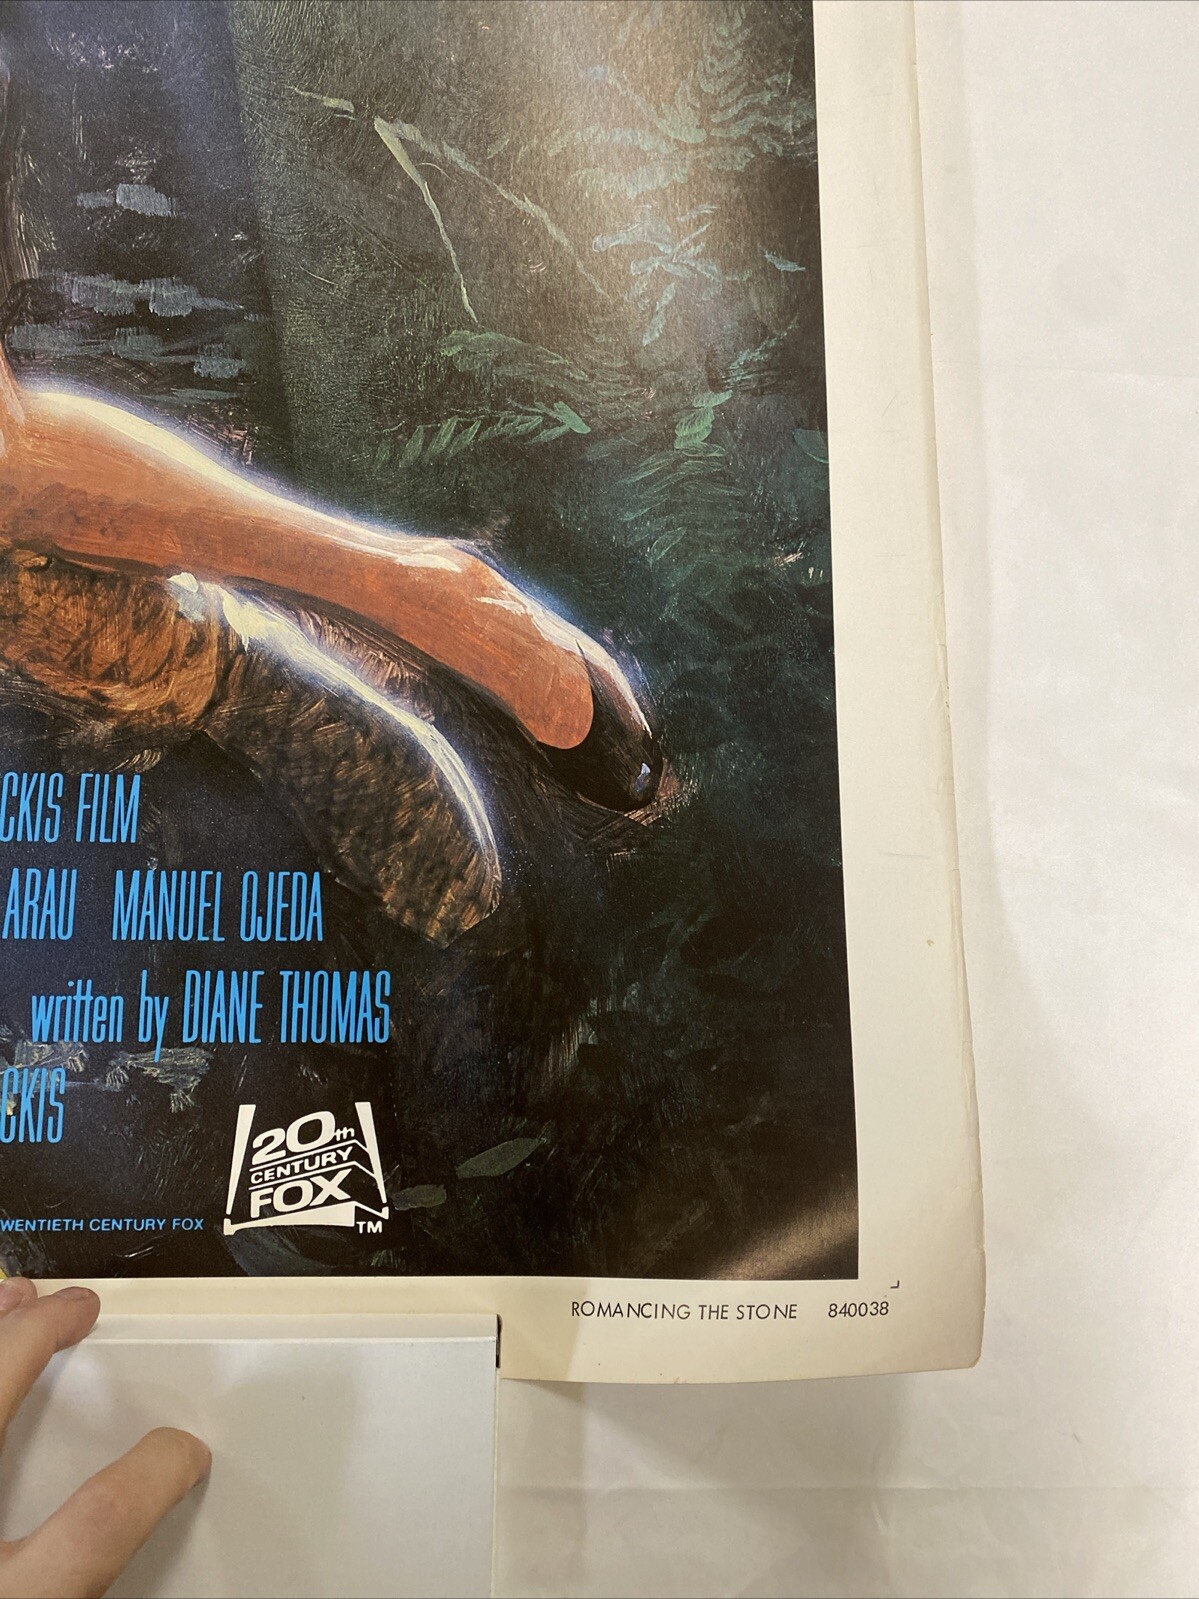 CKIS FILM
ARAU MANUEL OJEDA
written by DIANE THOMAS
CKIS
20th
CENTURY
FOX
TM
WENTIETH CENTURY FOX
ROMANCING THE STONE 840038